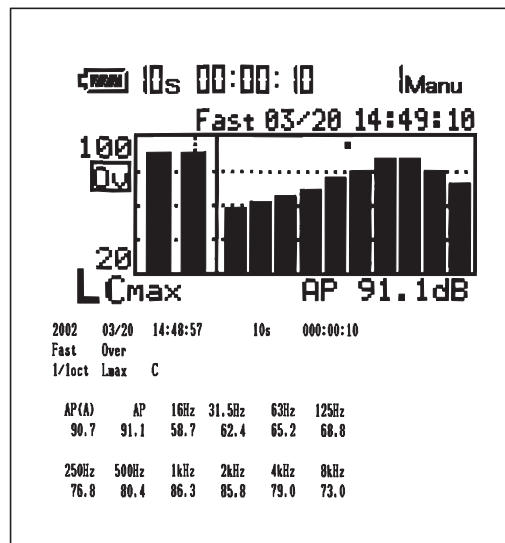 10s 00:00:10 1Manu
Fast 03/20 14:49:10
100
Ov
20
LCmax AP 91.1dB
2002 03/20 14:48:57 10s 000:00:10
Fast Over
1/1oct Lmax C
AP(A) AP 16Hz 31.5Hz 63Hz 125Hz
90.7 91.1 58.7 62.4 65.2 68.8
250Hz 500Hz 1kHz 2kHz 4kHz 8kHz
76.8 80.4 86.3 85.8 79.0 73.0